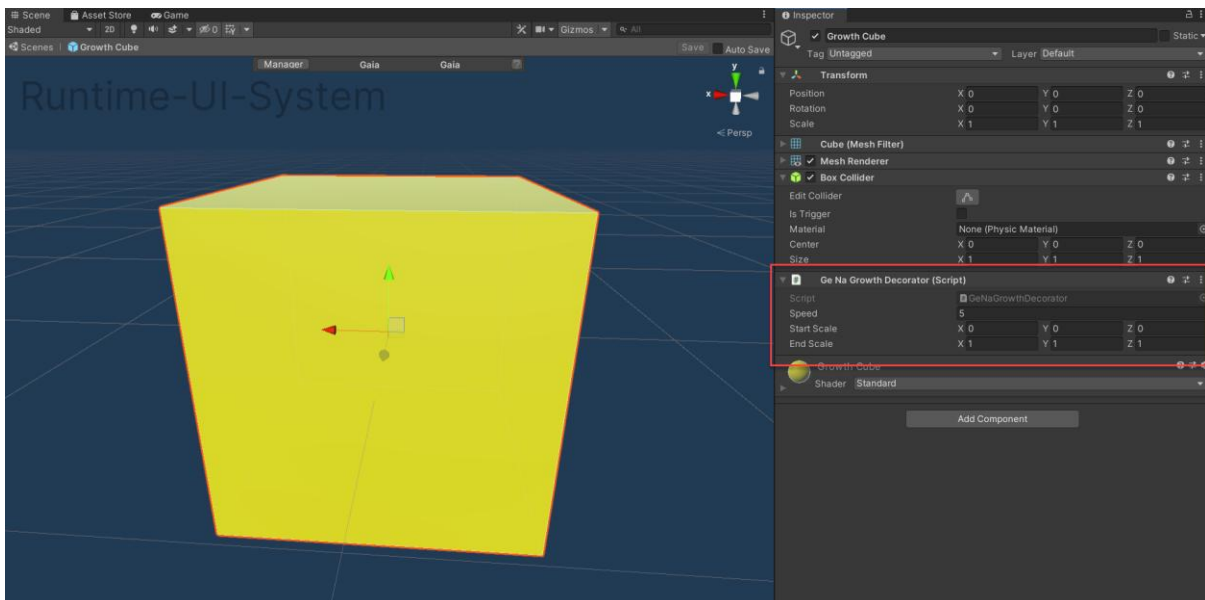 Scene Asset Store Game
Shaded 2D 0 Gizmos All
Scenes | Growth Cube Save Auto Save
Manager Gaia Gaia
Runtime-UI-System
y
x
Persp
Inspector
Growth Cube Static
Tag Untagged Layer Default
Transform
Position X 0 Y 0 Z 0
Rotation X 0 Y 0 Z 0
Scale X 1 Y 1 Z 1
Cube (Mesh Filter)
Mesh Renderer
Box Collider
Edit Collider
Is Trigger
Material None (Physic Material)
Center X 0 Y 0 Z 0
Size X 1 Y 1 Z 1
Ge Na Growth Decorator (Script)
Script GeNaGrowthDecorator
Speed 5
Start Scale X 0 Y 0 Z 0
End Scale X 1 Y 1 Z 1
Growth Cube
Shader Standard
Add Component